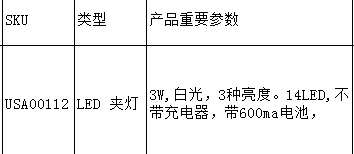 SKU 类型 产品重要参数
USA00112 LED 夹灯 3W,白光，3种亮度。14LED,不
带充电器，带600ma电池，